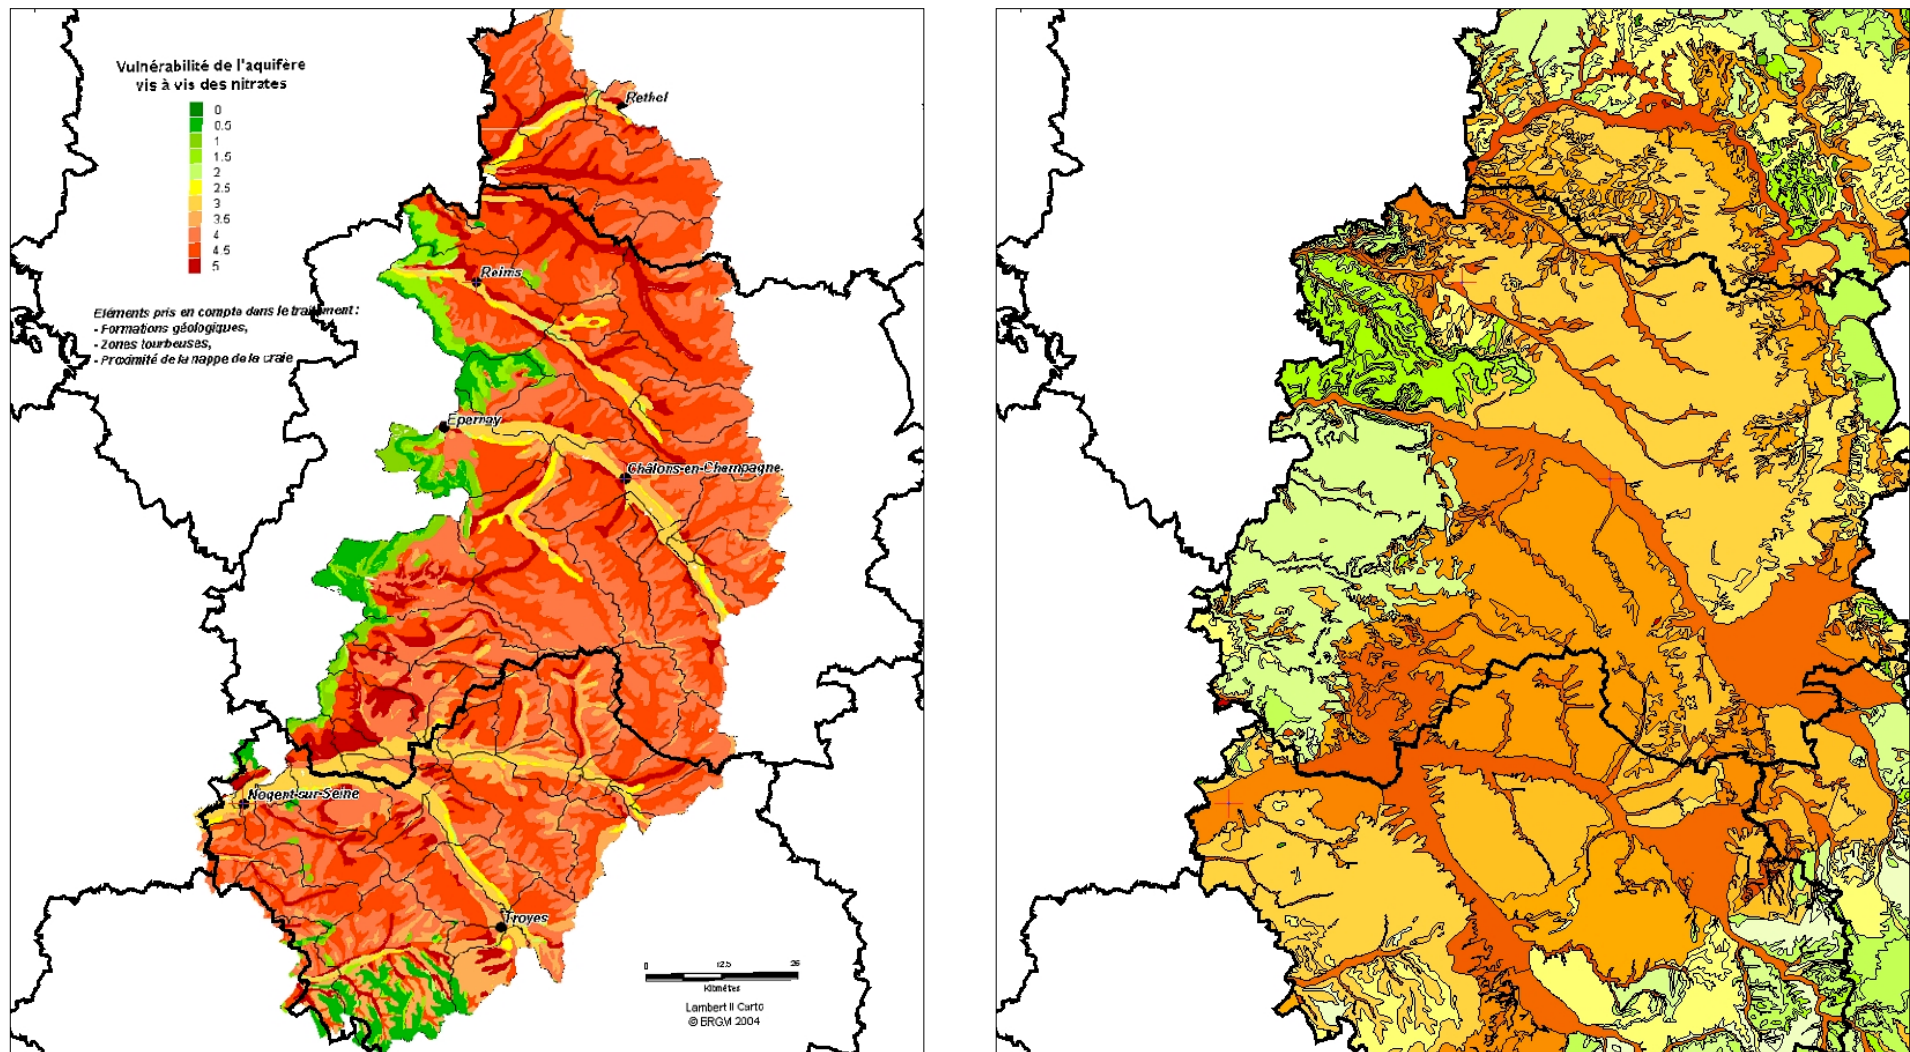 Vulnérabilité de l'aquifère
vis à vis des nitrates
0
0.5
1
1.5
2
2.5
3
3.5
4
4.5
5
Eléments pris en compte dans le traitement :
- Formations géologiques,
- Zones tourbeuses,
- Proximité de la nappe de la craie
Rethel
Reims
Epernay
Châlons-en-Champagne
Nogent-sur-Seine
Troyes
0 12.5 25
Kilmètes
Lambert II Carto
© BRGM 2004